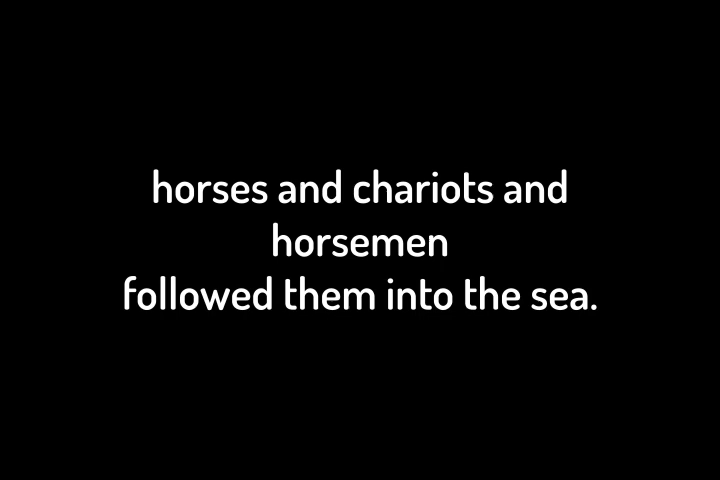 horses and chariots and
horsemen
followed them into the sea.